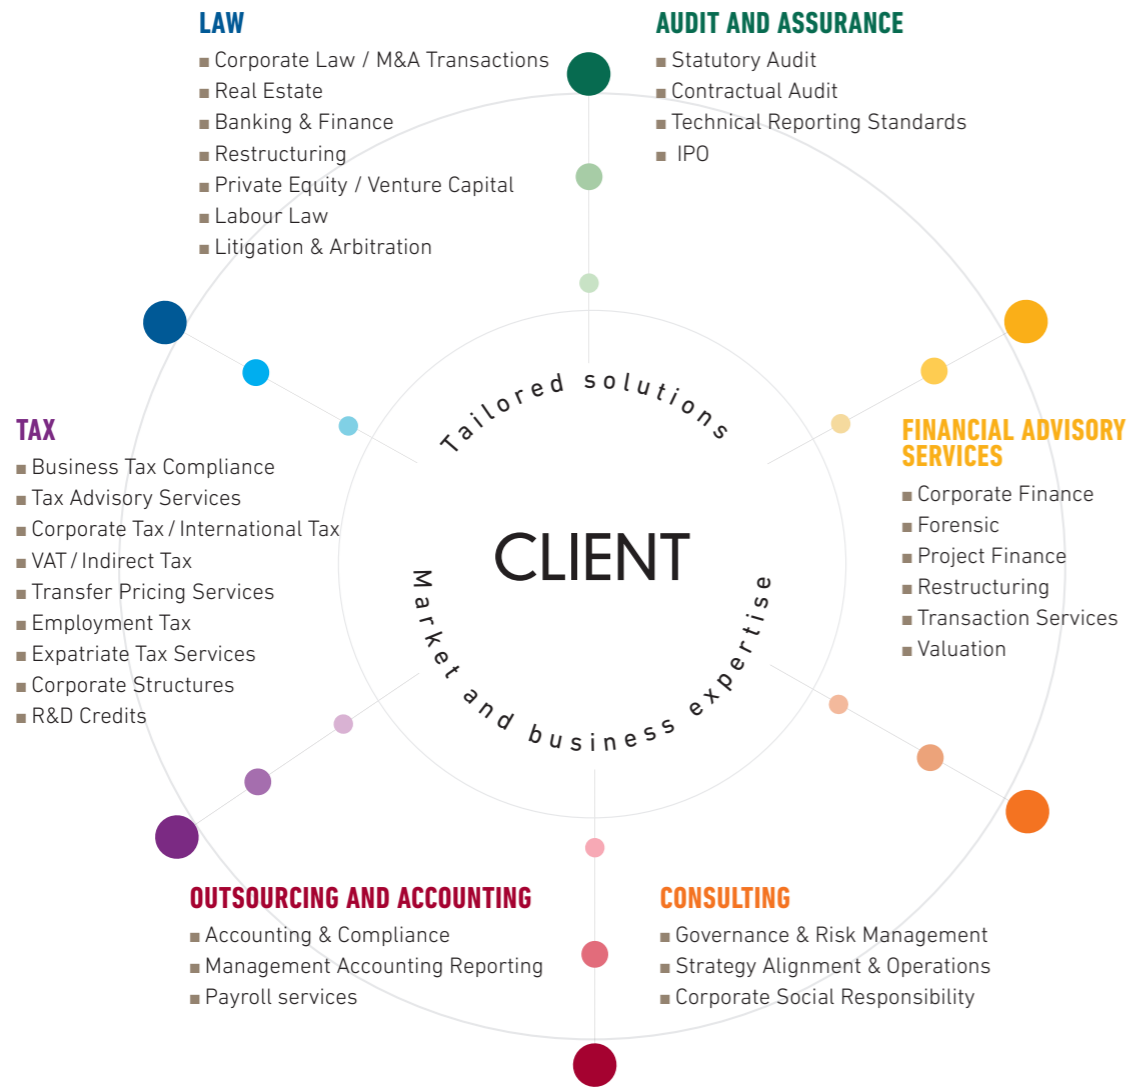 LAW
Corporate Law / M&A Transactions
Real Estate
Banking & Finance
Restructuring
Private Equity / Venture Capital
Labour Law
Litigation & Arbitration
AUDIT AND ASSURANCE
Statutory Audit
Contractual Audit
Technical Reporting Standards
IPO
TAX
Business Tax Compliance
Tax Advisory Services
Corporate Tax / International Tax
VAT / Indirect Tax
Transfer Pricing Services
Employment Tax
Expatriate Tax Services
Corporate Structures
R&D Credits
Tailored solutions
CLIENT
Market and business expertise
FINANCIAL ADVISORY
SERVICES
Corporate Finance
Forensic
Project Finance
Restructuring
Transaction Services
Valuation
OUTSOURCING AND ACCOUNTING
Accounting & Compliance
Management Accounting Reporting
Payroll services
CONSULTING
Governance & Risk Management
Strategy Alignment & Operations
Corporate Social Responsibility